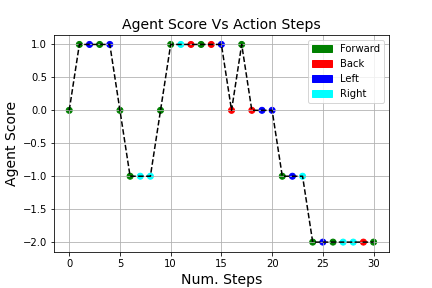 Agent Score Vs Action Steps
Agent Score
1.0
0.5
0.0
−0.5
−1.0
−1.5
−2.0
Forward
Back
Left
Right
0 5 10 15 20 25 30
Num. Steps